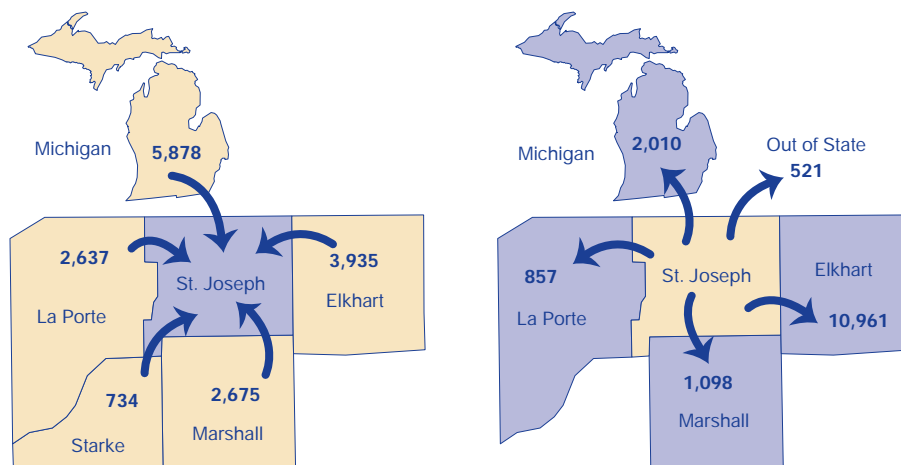 Michigan
5,878
2,637
La Porte
St. Joseph
3,935
Elkhart
734
Starke
2,675
Marshall
Michigan
2,010
Out of State
521
857
La Porte
St. Joseph
Elkhart
10,961
1,098
Marshall